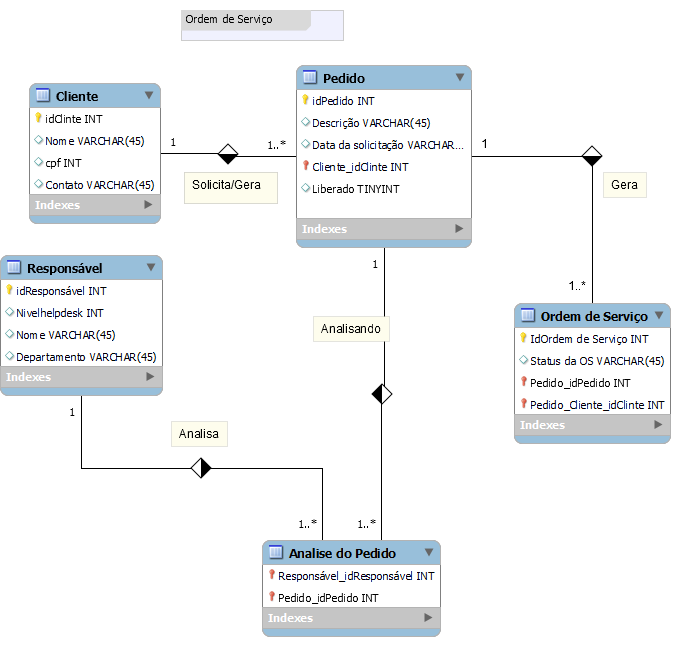 Ordem de Serviço
Cliente
idClinte INT
Nome VARCHAR(45)
cpf INT
Contato VARCHAR(45)
Indexes
1
1..*
Solicita/Gera
Pedido
idPedido INT
Descrição VARCHAR(45)
Data da solicitação VARCHAR...
Cliente_idClinte INT
Liberado TINYINT
Indexes
1
Gera
1..*
Responsável
idResponsável INT
Nivelhelpdesk INT
Nome VARCHAR(45)
Departamento VARCHAR(45)
Indexes
1
Analisando
Ordem de Serviço
IdOrdem de Serviço INT
Status da OS VARCHAR(45)
Pedido_idPedido INT
Pedido_Cliente_idClinte INT
Indexes
1
Analisa
1..*
1..*
Analise do Pedido
Responsável_idResponsável INT
Pedido_idPedido INT
Indexes